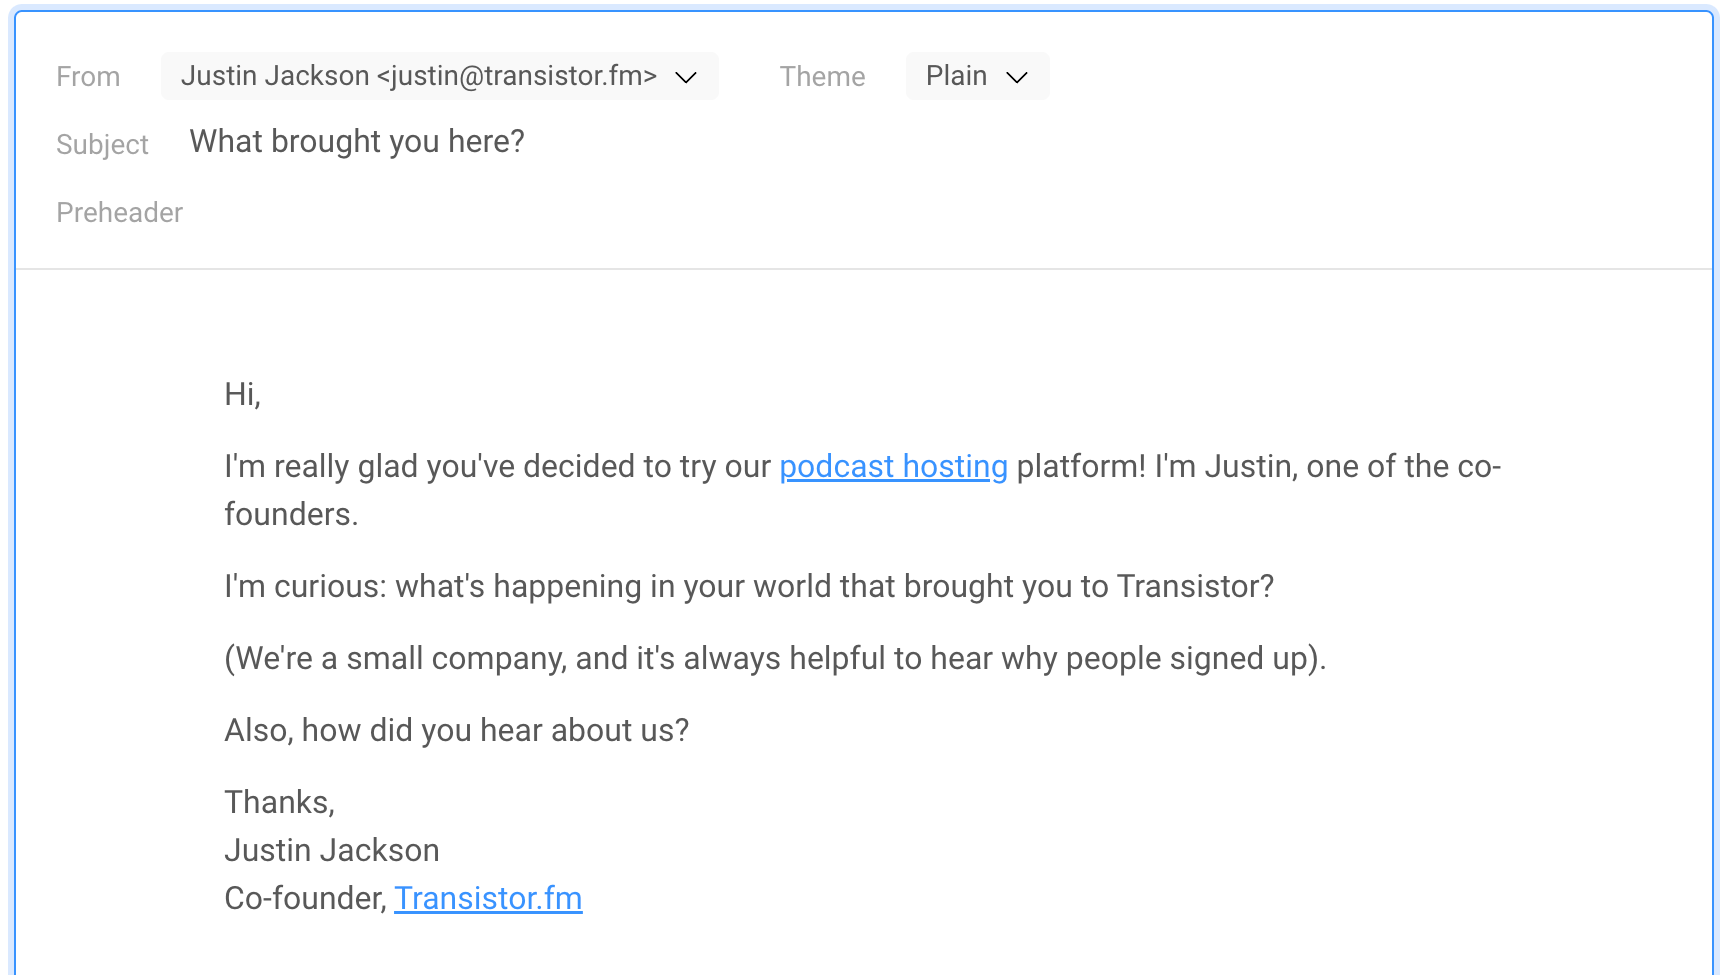 From Justin Jackson <justin@transistor.fm> Theme Plain
Subject What brought you here?
Preheader
Hi,
I'm really glad you've decided to try our podcast hosting platform! I'm Justin, one of the co-
founders.
I'm curious: what's happening in your world that brought you to Transistor?
(We're a small company, and it's always helpful to hear why people signed up).
Also, how did you hear about us?
Thanks,
Justin Jackson
Co-founder, Transistor.fm